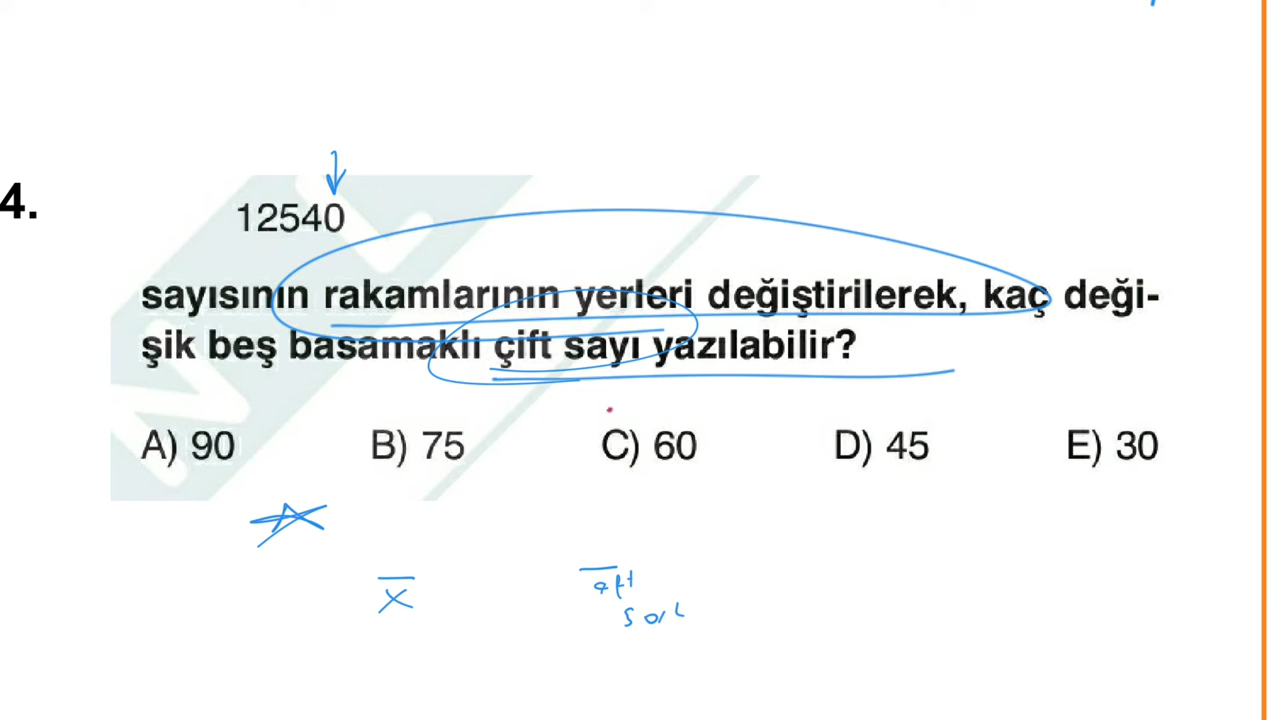 4.
12540
sayısının rakamlarının yerleri değiştirilerek, kaç deği-
şik beş basamaklı çift sayı yazılabilir?
A) 90 B) 75 C) 60 D) 45 E) 30
X